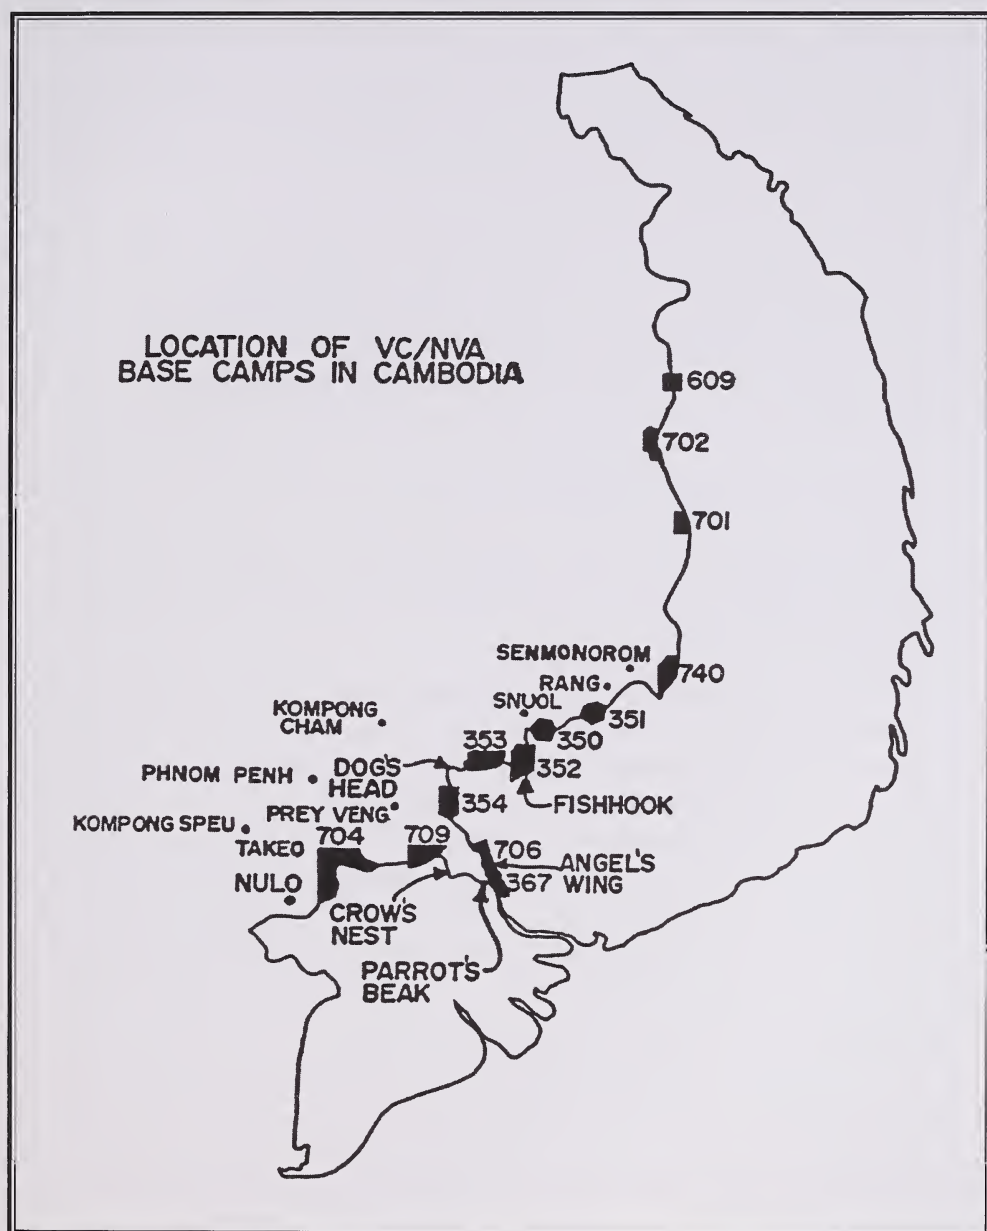 LOCATION OF VC/NVA
BASE CAMPS IN CAMBODIA
609
702
701
SENMONOROM
740
RANG
SNUOL
351
350
KOMPONG
CHAM
353
352
DOG'S
HEAD
PHNOM PENH
FISHHOOK
354
PREY VENG
KOMPONG SPEU
704
709
TAKEO
706
ANGEL'S
WING
367
NULO
CROW'S
NEST
PARROT'S
BEAK